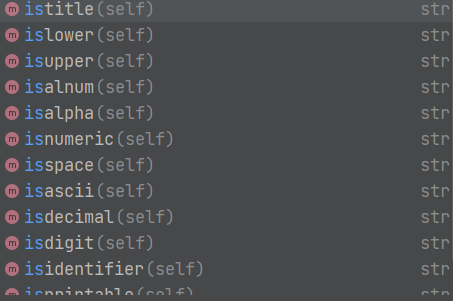 m istitle(self) str
m islower(self) str
m isupper(self) str
m isalnum(self) str
m isalpha(self) str
m isnumeric(self) str
m isspace(self) str
m isascii(self) str
m isdecimal(self) str
m isdigit(self) str
m isidentifier(self) str
m isprintable(self) str